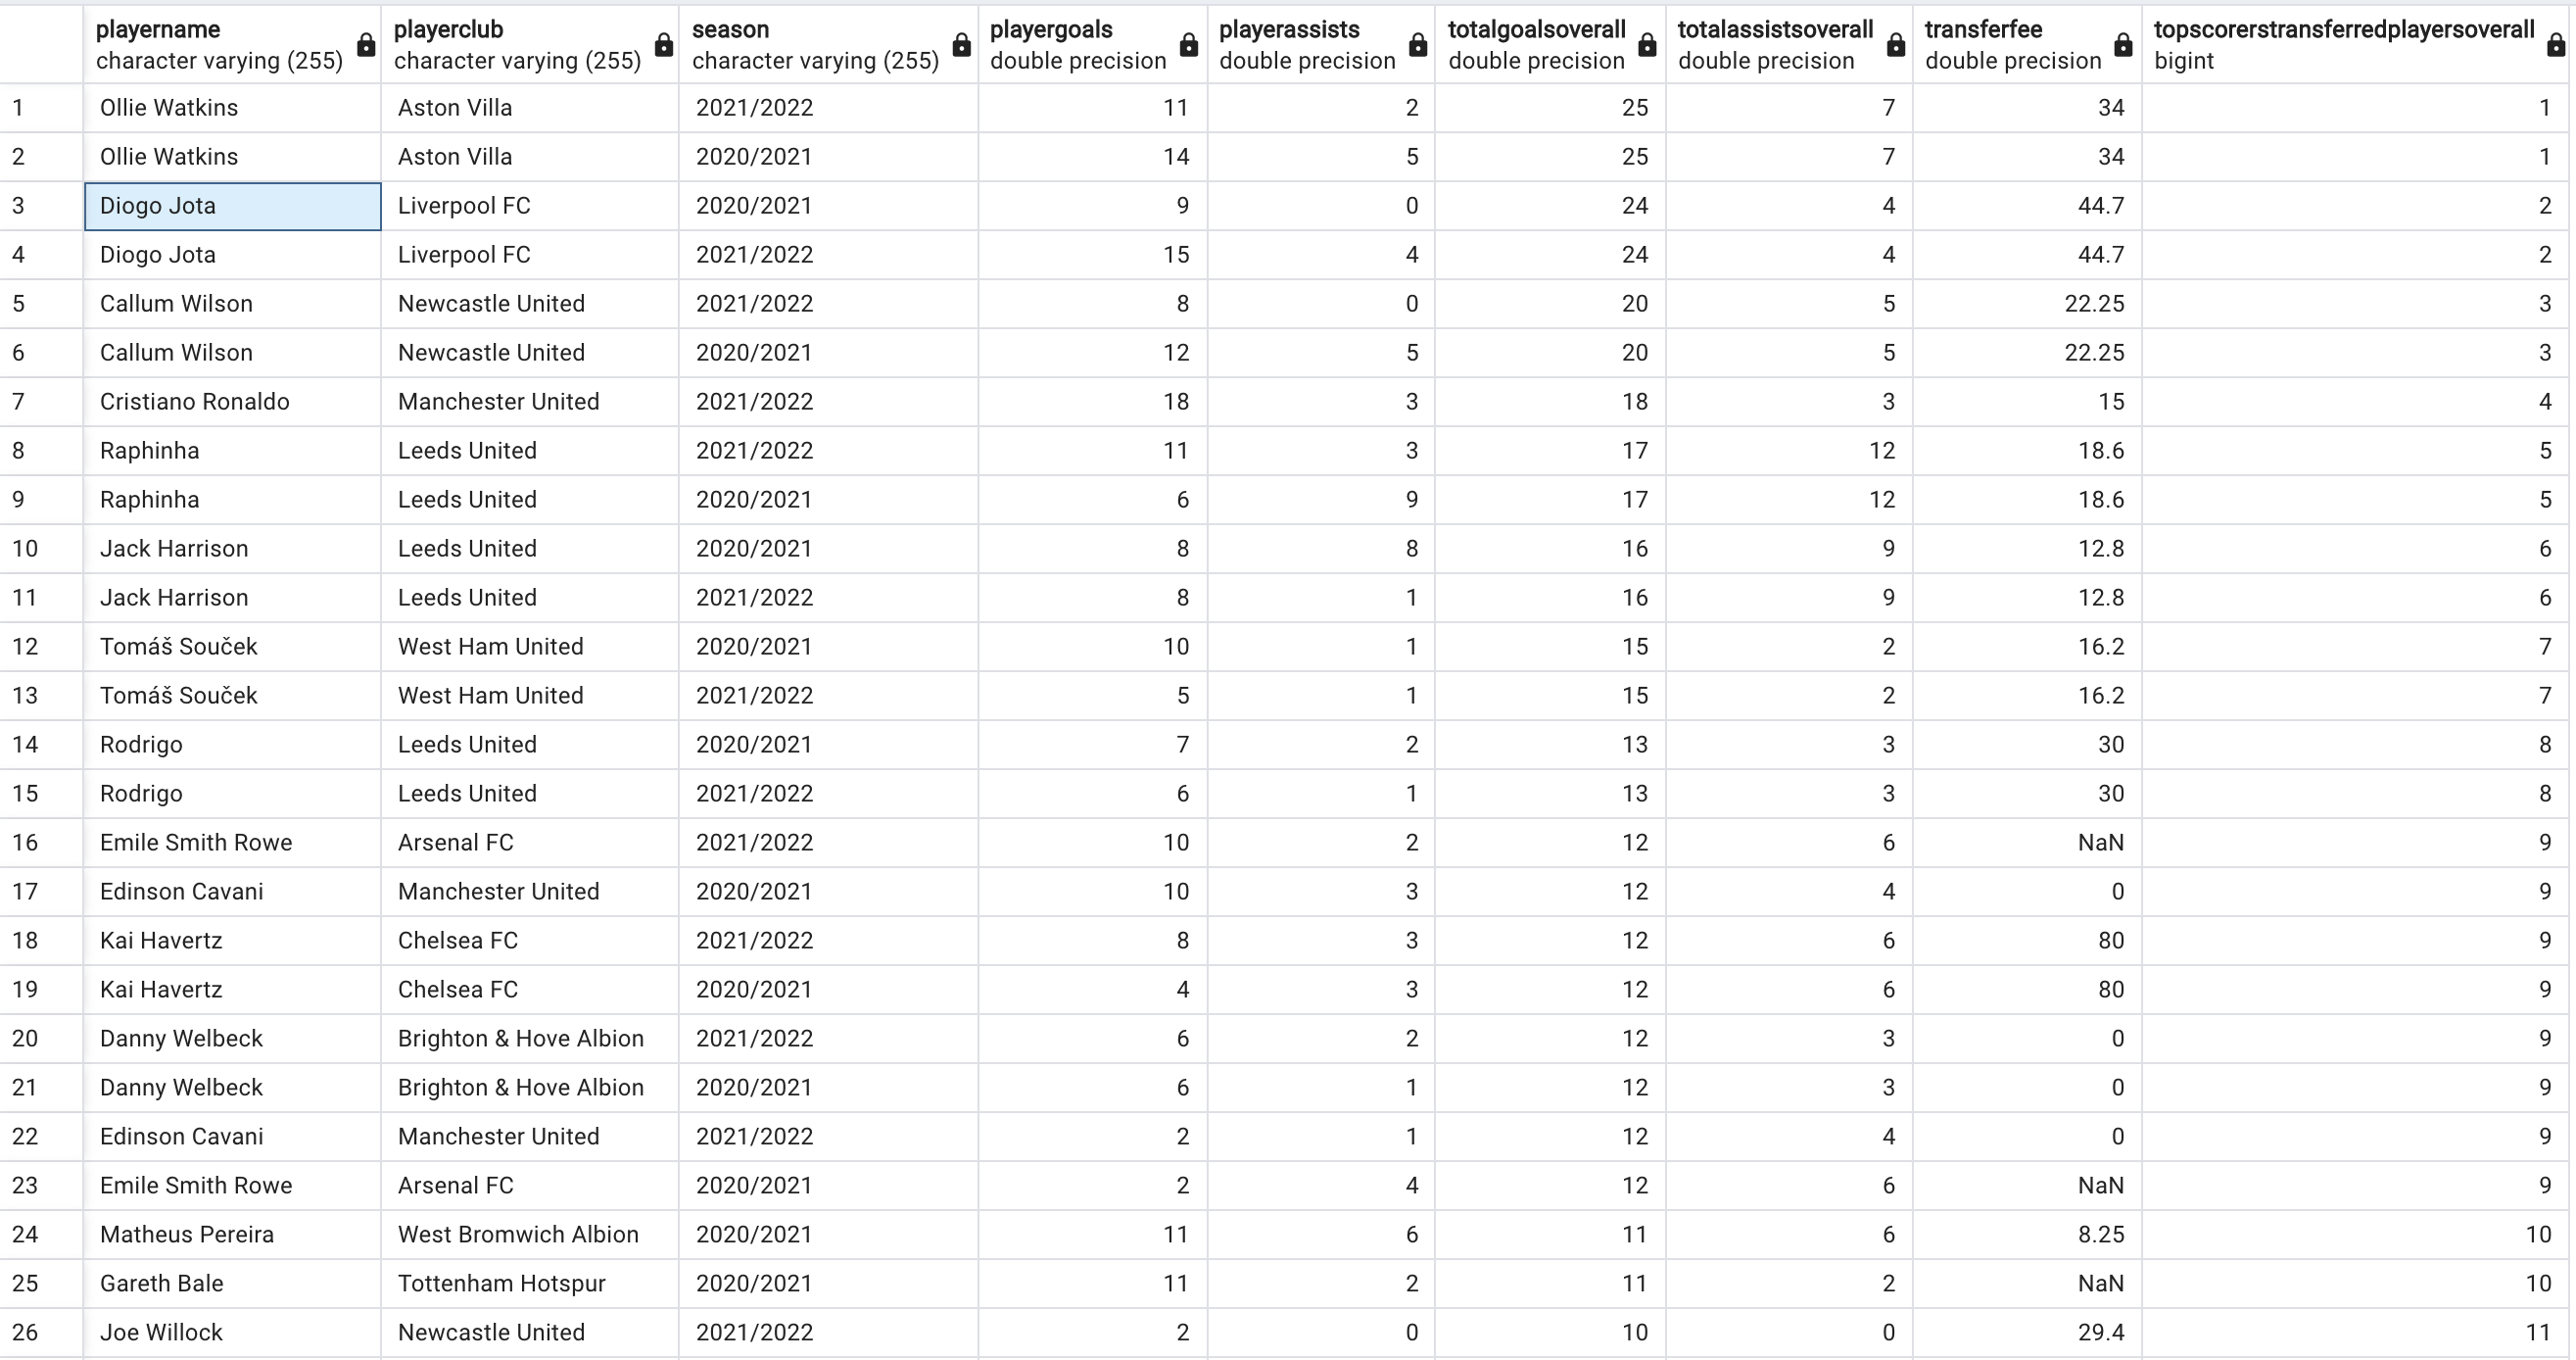 playername playerclub season playergoals playerassists totalgoalsoverall totalassistsoverall transferfee topscorerstransferredplayersoverall
character varying (255) character varying (255) character varying (255) double precision double precision double precision double precision double precision bigint
1 Ollie Watkins Aston Villa 2021/2022 11 2 25 7 34 1
2 Ollie Watkins Aston Villa 2020/2021 14 5 25 7 34 1
3 Diogo Jota Liverpool FC 2020/2021 9 0 24 4 44.7 2
4 Diogo Jota Liverpool FC 2021/2022 15 4 24 4 44.7 2
5 Callum Wilson Newcastle United 2021/2022 8 0 20 5 22.25 3
6 Callum Wilson Newcastle United 2020/2021 12 5 20 5 22.25 3
7 Cristiano Ronaldo Manchester United 2021/2022 18 3 18 3 15 4
8 Raphinha Leeds United 2021/2022 11 3 17 12 18.6 5
9 Raphinha Leeds United 2020/2021 6 9 17 12 18.6 5
10 Jack Harrison Leeds United 2020/2021 8 8 16 9 12.8 6
11 Jack Harrison Leeds United 2021/2022 8 1 16 9 12.8 6
12 Tomáš Souček West Ham United 2020/2021 10 1 15 2 16.2 7
13 Tomáš Souček West Ham United 2021/2022 5 1 15 2 16.2 7
14 Rodrigo Leeds United 2020/2021 7 2 13 3 30 8
15 Rodrigo Leeds United 2021/2022 6 1 13 3 30 8
16 Emile Smith Rowe Arsenal FC 2021/2022 10 2 12 6 NaN 9
17 Edinson Cavani Manchester United 2020/2021 10 3 12 4 0 9
18 Kai Havertz Chelsea FC 2021/2022 8 3 12 6 80 9
19 Kai Havertz Chelsea FC 2020/2021 4 3 12 6 80 9
20 Danny Welbeck Brighton & Hove Albion 2021/2022 6 2 12 3 0 9
21 Danny Welbeck Brighton & Hove Albion 2020/2021 6 1 12 3 0 9
22 Edinson Cavani Manchester United 2021/2022 2 1 12 4 0 9
23 Emile Smith Rowe Arsenal FC 2020/2021 2 4 12 6 NaN 9
24 Matheus Pereira West Bromwich Albion 2020/2021 11 6 11 6 8.25 10
25 Gareth Bale Tottenham Hotspur 2020/2021 11 2 11 2 NaN 10
26 Joe Willock Newcastle United 2021/2022 2 0 10 0 29.4 11